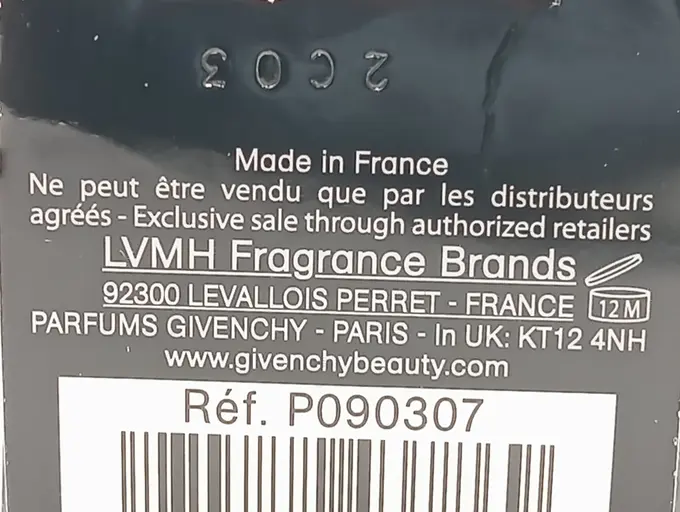 2C03
Made in France
Ne peut être vendu que par les distributeurs
agréés - Exclusive sale through authorized retailers
LVMH Fragrance Brands
92300 LEVALLOIS PERRET - FRANCE 12 M
PARFUMS GIVENCHY - PARIS - In UK: KT12 4NH
www.givenchybeauty.com
Réf. P090307